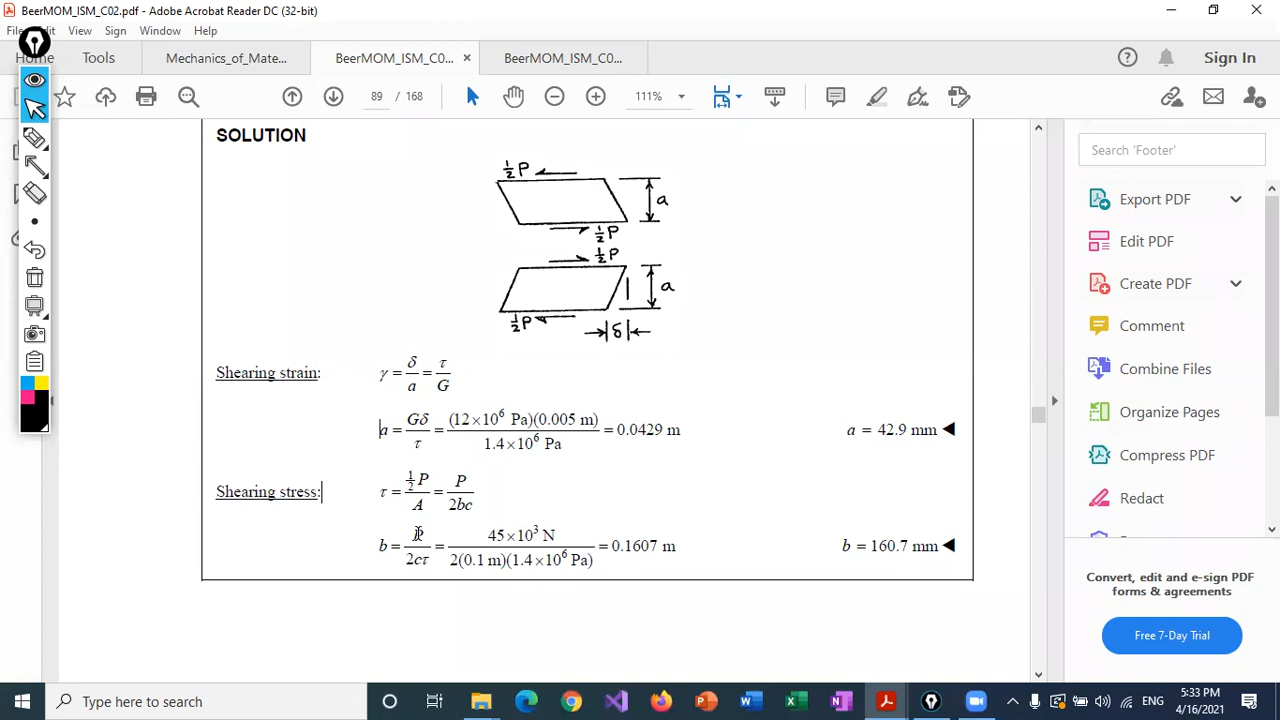 BeerMOM_ISM_C02.pdf - Adobe Acrobat Reader DC (32-bit)
File Edit View Sign Window Help
Home Tools Mechanics_of_Mate... BeerMOM_ISM_C0... × BeerMOM_ISM_C0... Sign In
89 / 168 111%
SOLUTION
½P
a
½P
½P
a
½P
δ
Shearing strain: γ = δ/a = τ/G
a = Gδ/τ = (12×10⁶ Pa)(0.005 m)/1.4×10⁶ Pa = 0.0429 m a = 42.9 mm ◀
Shearing stress: τ = ½P/A = P/2bc
b = P/2cτ = 45×10³ N/2(0.1 m)(1.4×10⁶ Pa) = 0.1607 m b = 160.7 mm ◀
Search 'Footer'
Export PDF
Edit PDF
Create PDF
Comment
Combine Files
Organize Pages
Compress PDF
Redact
Convert, edit and e-sign PDF
forms & agreements
Free 7-Day Trial
Type here to search
ENG
5:33 PM
4/16/2021